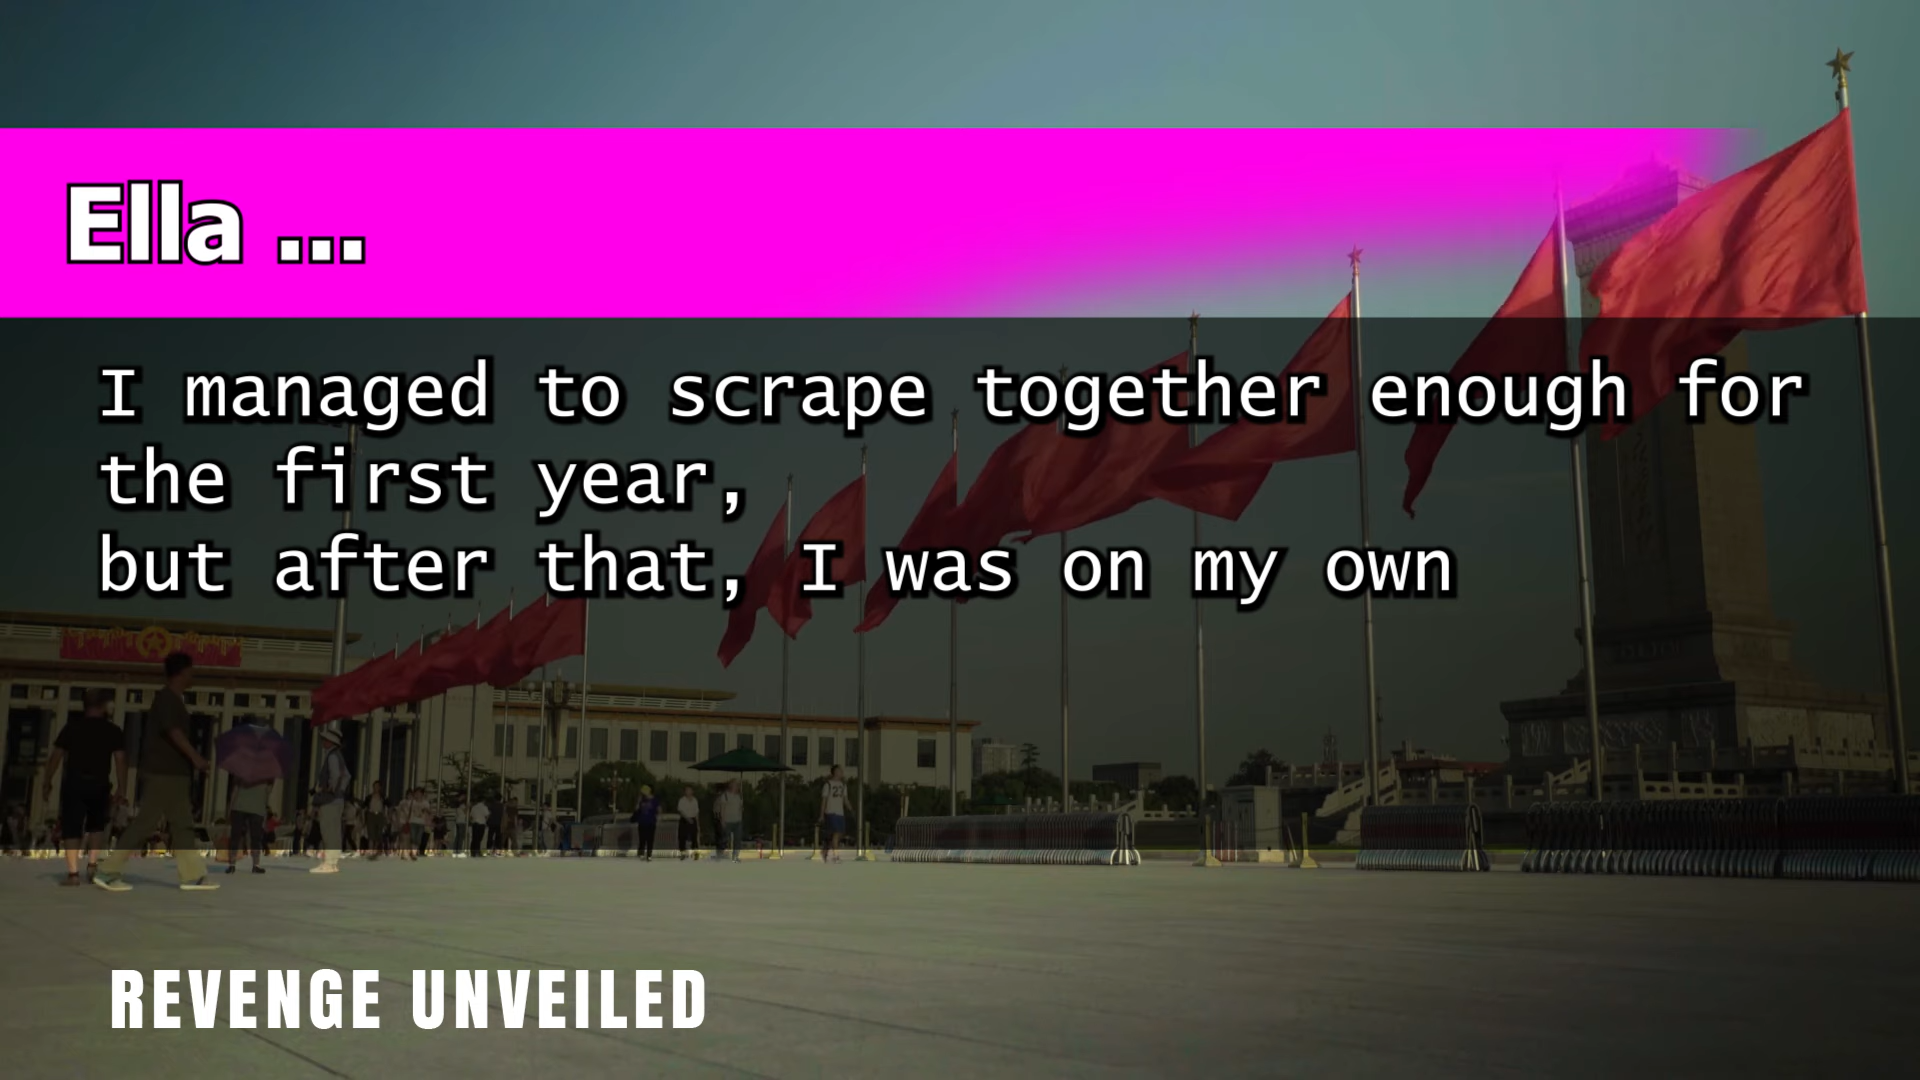 Ella ...
I managed to scrape together enough for
the first year,
but after that, I was on my own
REVENGE UNVEILED